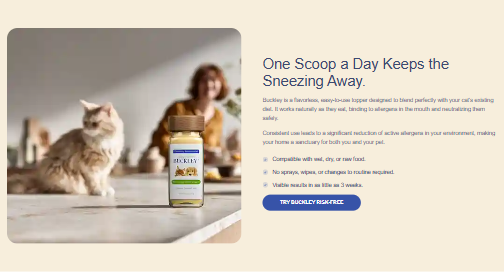 One Scoop a Day Keeps the
Sneezing Away.
Buckley is a flavorless, easy-to-use topper designed to blend perfectly with your cat's existing
diet. It works naturally as they eat, binding to allergens in the mouth and neutralizing them
safely.
Consistent use leads to a significant reduction of active allergens in your environment, making
your home a sanctuary for both you and your pet.
Compatible with wet, dry, or raw food.
No sprays, wipes, or changes to routine required.
Visible results in as little as 3 weeks.
TRY BUCKLEY RISK-FREE
BUCKLEY